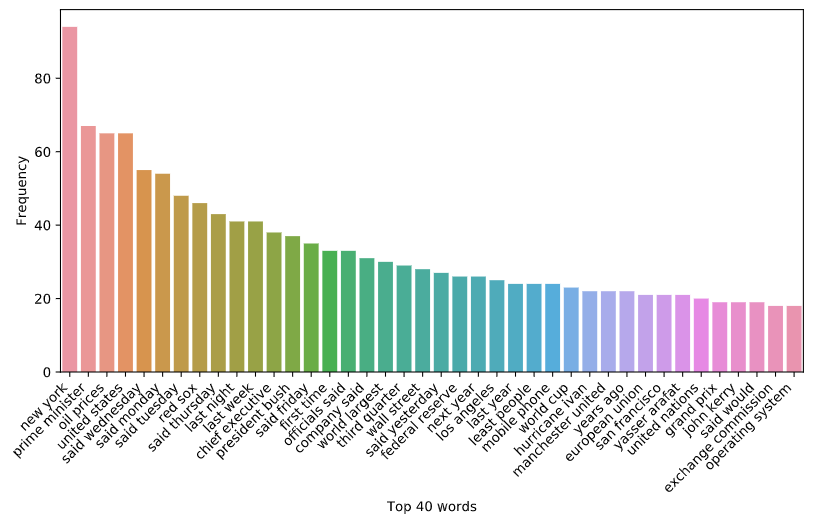 80
60
40
20
0
Frequency
new york
prime minister
oil prices
united states
said wednesday
said monday
said tuesday
red sox
said thursday
last night
last week
chief executive
president bush
said friday
first time
officials said
company said
world largest
third quarter
wall street
said yesterday
federal reserve
next year
los angeles
last year
least people
mobile phone
world cup
hurricane ivan
manchester united
years ago
european union
san francisco
yasser arafat
united nations
grand prix
john kerry
said would
exchange commission
operating system
Top 40 words